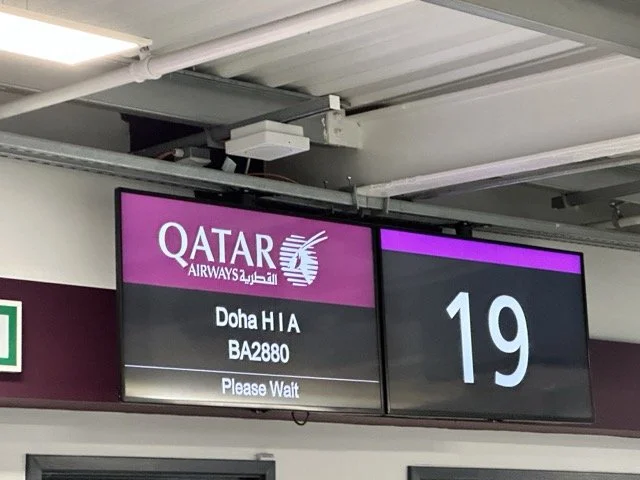 QATAR
AIRWAYS القطرية
Doha H I A
BA2880
Please Wait
19